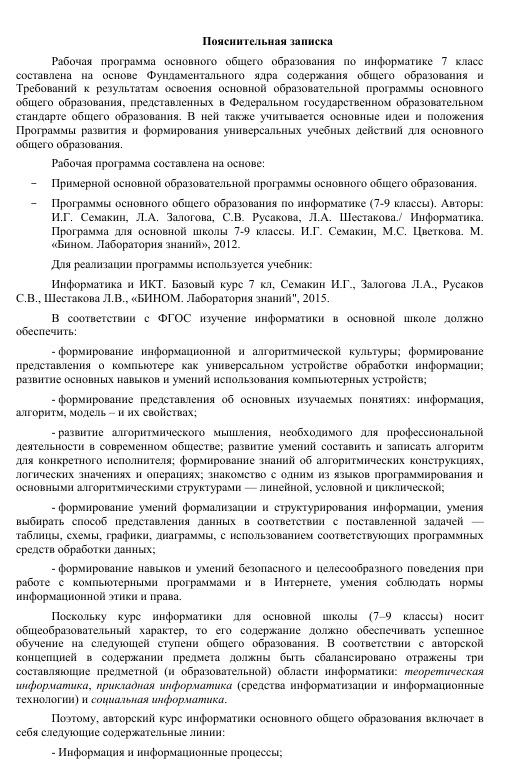 Пояснительная записка
Рабочая программа основного общего образования по информатике 7 класс
составлена на основе Фундаментального ядра содержания общего образования и
Требований к результатам освоения основной образовательной программы основного
общего образования, представленных в Федеральном государственном образовательном
стандарте общего образования. В ней также учитывается основные идеи и положения
Программы развития и формирования универсальных учебных действий для основного
общего образования.
Рабочая программа составлена на основе:
− Примерной основной образовательной программы основного общего образования.
− Программы основного общего образования по информатике (7-9 классы). Авторы:
И.Г. Семакин, Л.А. Залогова, С.В. Русакова, Л.А. Шестакова./ Информатика.
Программа для основной школы 7-9 классы. И.Г. Семакин, М.С. Цветкова. М.
«Бином. Лаборатория знаний», 2012.
Для реализации программы используется учебник:
Информатика и ИКТ. Базовый курс 7 кл, Семакин И.Г., Залогова Л.А., Русаков
С.В., Шестакова Л.В., «БИНОМ. Лаборатория знаний", 2015.
В соответствии с ФГОС изучение информатики в основной школе должно
обеспечить:
- формирование информационной и алгоритмической культуры; формирование
представления о компьютере как универсальном устройстве обработки информации;
развитие основных навыков и умений использования компьютерных устройств;
- формирование представления об основных изучаемых понятиях: информация,
алгоритм, модель – и их свойствах;
- развитие алгоритмического мышления, необходимого для профессиональной
деятельности в современном обществе; развитие умений составить и записать алгоритм
для конкретного исполнителя; формирование знаний об алгоритмических конструкциях,
логических значениях и операциях; знакомство с одним из языков программирования и
основными алгоритмическими структурами — линейной, условной и циклической;
- формирование умений формализации и структурирования информации, умения
выбирать способ представления данных в соответствии с поставленной задачей —
таблицы, схемы, графики, диаграммы, с использованием соответствующих программных
средств обработки данных;
- формирование навыков и умений безопасного и целесообразного поведения при
работе с компьютерными программами и в Интернете, умения соблюдать нормы
информационной этики и права.
Поскольку курс информатики для основной школы (7–9 классы) носит
общеобразовательный характер, то его содержание должно обеспечивать успешное
обучение на следующей ступени общего образования. В соответствии с авторской
концепцией в содержании предмета должны быть сбалансировано отражены три
составляющие предметной (и образовательной) области информатики: теоретическая
информатика, прикладная информатика (средства информатизации и информационные
технологии) и социальная информатика.
Поэтому, авторский курс информатики основного общего образования включает в
себя следующие содержательные линии:
- Информация и информационные процессы;